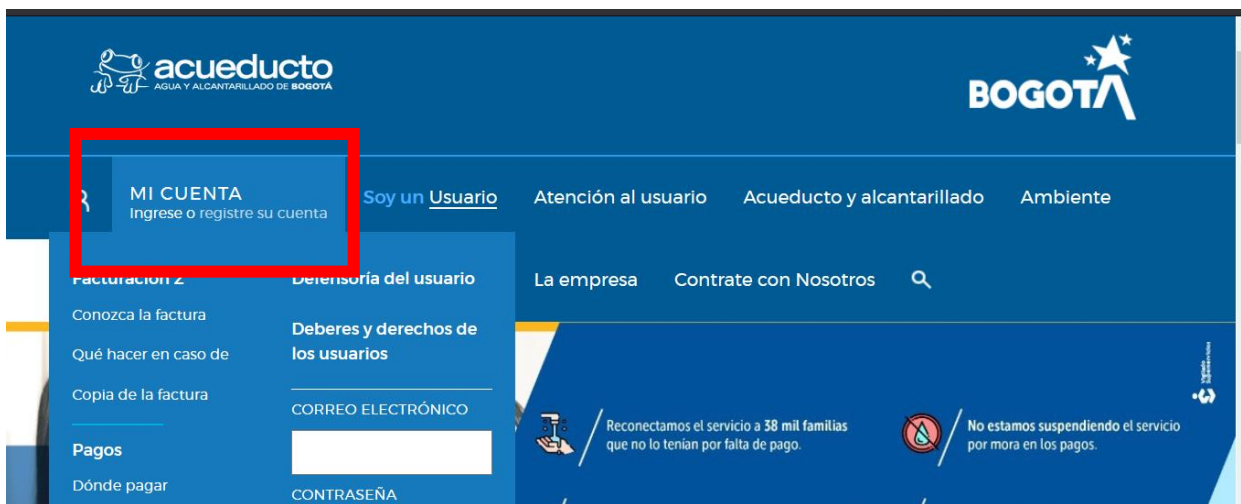 acueducto
AGUA Y ALCANTARILLADO DE BOGOTÁ
BOGOTÁ
MI CUENTA
Ingrese o registre su cuenta
Soy un Usuario
Atención al usuario
Acueducto y alcantarillado
Ambiente
La empresa
Contrate con Nosotros
Facturación 2
Conozca la factura
Qué hacer en caso de
Copia de la factura
Pagos
Dónde pagar
Defensoría del usuario
Deberes y derechos de
los usuarios
CORREO ELECTRÓNICO
CONTRASEÑA
Reconectamos el servicio a 38 mil familias
que no lo tenían por falta de pago.
No estamos suspendiendo el servicio
por mora en los pagos.